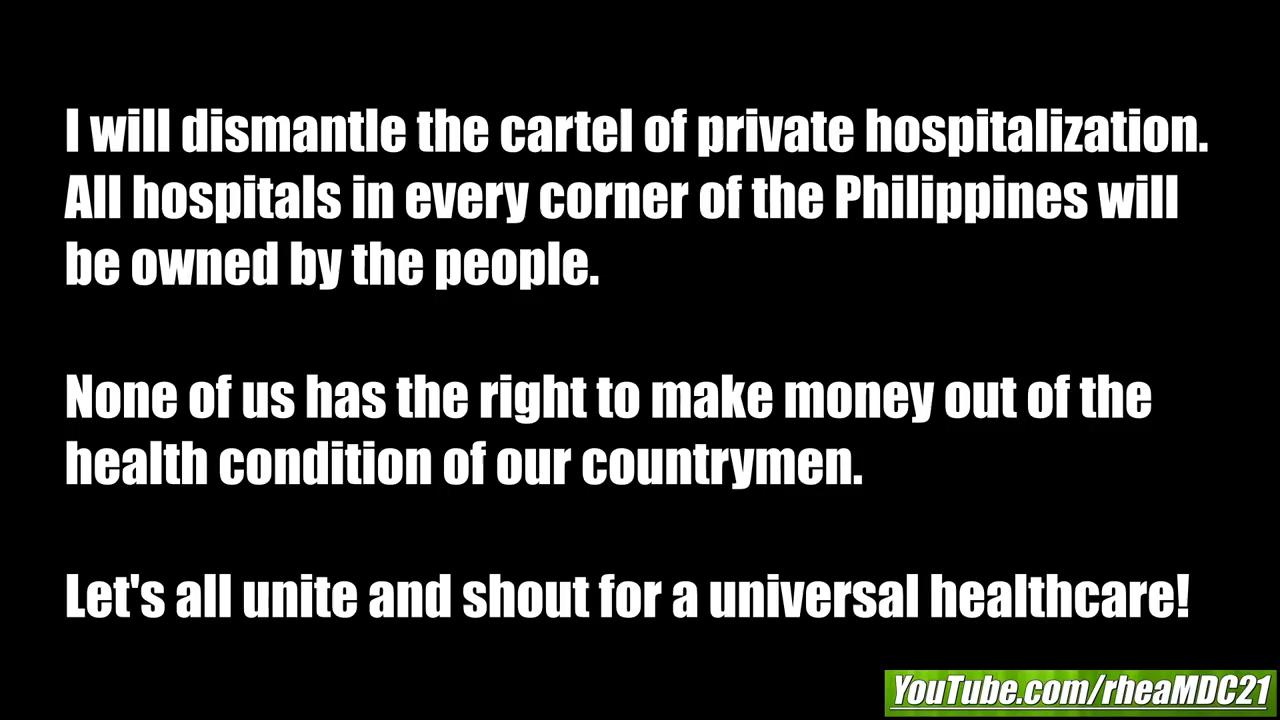 I will dismantle the cartel of private hospitalization.
All hospitals in every corner of the Philippines will
be owned by the people.
None of us has the right to make money out of the
health condition of our countrymen.
Let's all unite and shout for a universal healthcare!
YouTube.com/rheaMDC21